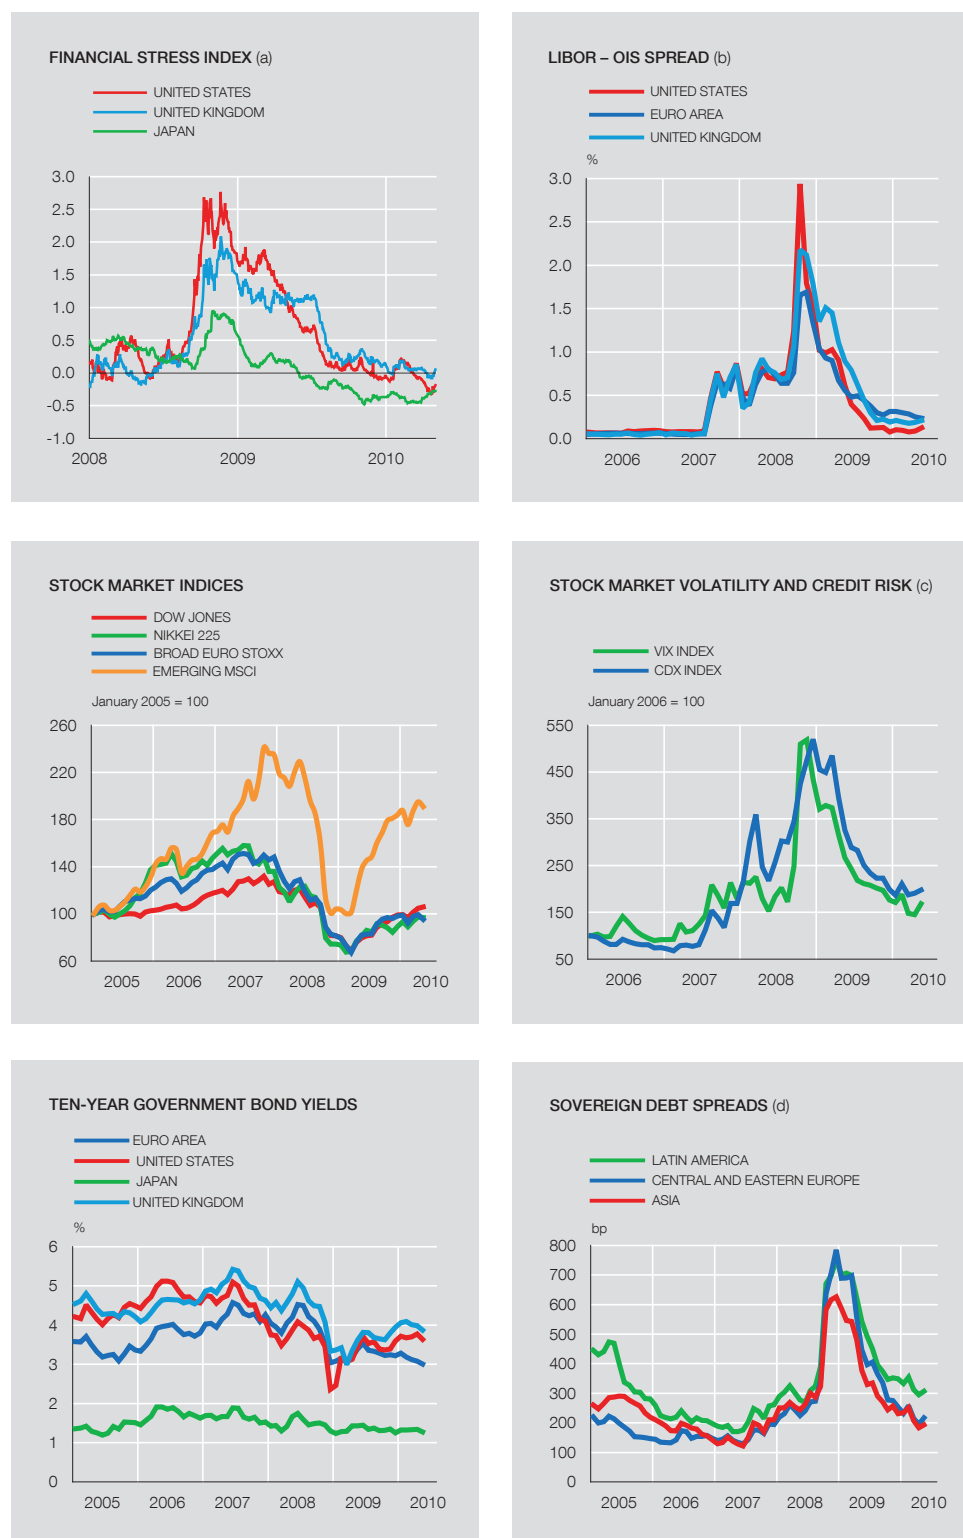 FINANCIAL STRESS INDEX (a)
UNITED STATES
UNITED KINGDOM
JAPAN
3.0
2.5
2.0
1.5
1.0
0.5
0.0
-0.5
-1.0
2008 2009 2010
LIBOR – OIS SPREAD (b)
UNITED STATES
EURO AREA
UNITED KINGDOM
%
3.0
2.5
2.0
1.5
1.0
0.5
0.0
2006 2007 2008 2009 2010
STOCK MARKET INDICES
DOW JONES
NIKKEI 225
BROAD EURO STOXX
EMERGING MSCI
January 2005 = 100
260
220
180
140
100
60
2005 2006 2007 2008 2009 2010
STOCK MARKET VOLATILITY AND CREDIT RISK (c)
VIX INDEX
CDX INDEX
January 2006 = 100
550
450
350
250
150
50
2006 2007 2008 2009 2010
TEN-YEAR GOVERNMENT BOND YIELDS
EURO AREA
UNITED STATES
JAPAN
UNITED KINGDOM
%
6
5
4
3
2
1
0
2005 2006 2007 2008 2009 2010
SOVEREIGN DEBT SPREADS (d)
LATIN AMERICA
CENTRAL AND EASTERN EUROPE
ASIA
bp
800
700
600
500
400
300
200
100
0
2005 2006 2007 2008 2009 2010